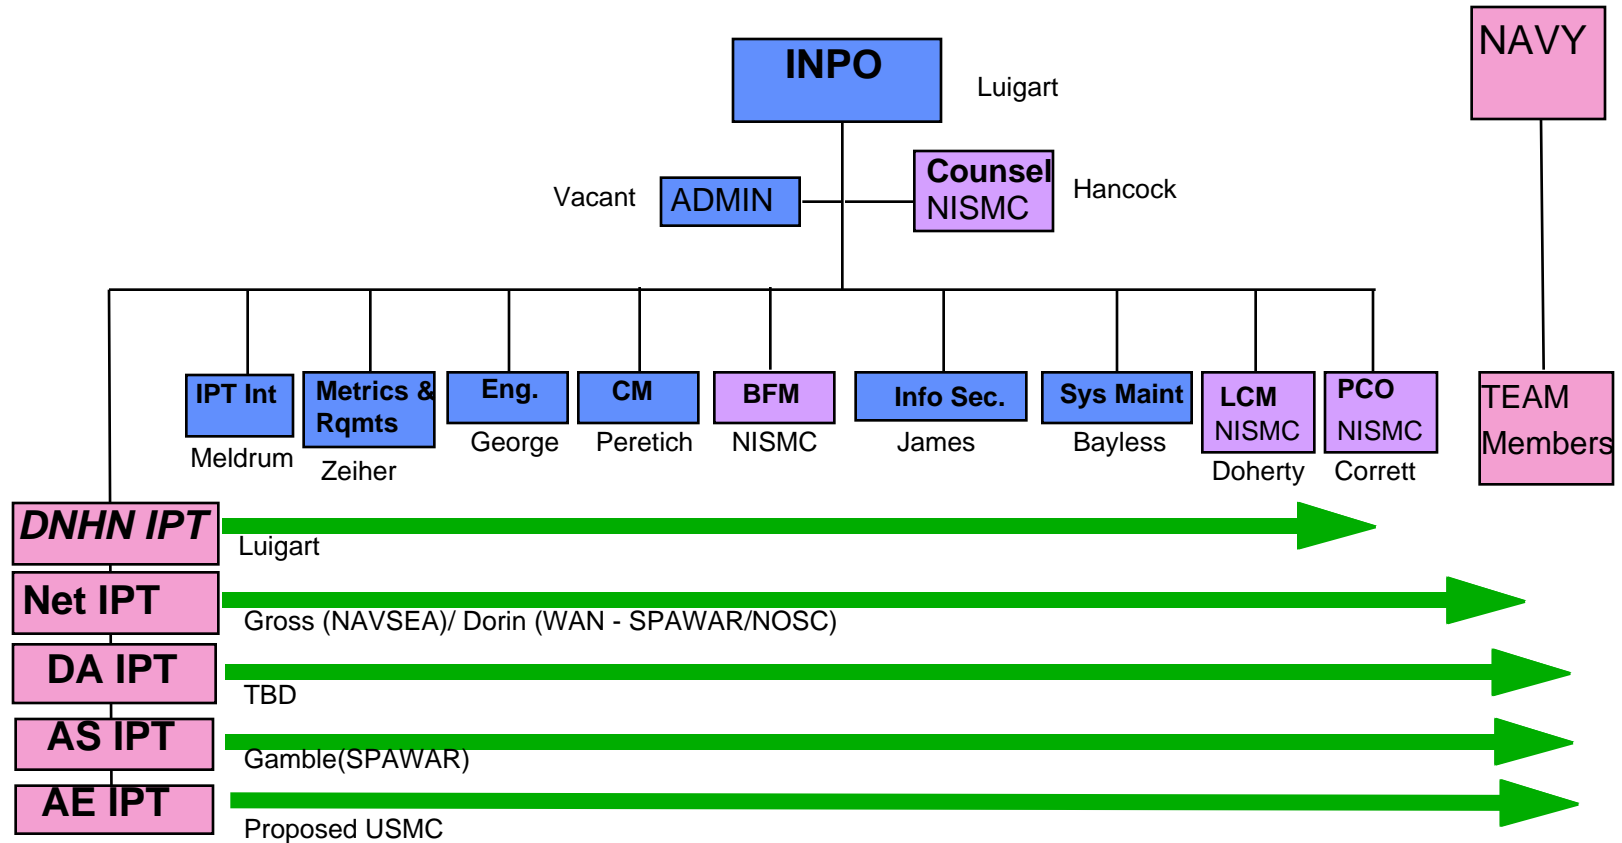 INPO
Luigart
NAVY
Vacant
ADMIN
Counsel
NISMC
Hancock
IPT Int
Meldrum
Metrics &
Rqmts
Zeiher
Eng.
George
CM
Peretich
BFM
NISMC
Info Sec.
James
Sys Maint
Bayless
LCM
NISMC
Doherty
PCO
NISMC
Corrett
TEAM
Members
DNHN IPT
Luigart
Net IPT
Gross (NAVSEA)/ Dorin (WAN - SPAWAR/NOSC)
DA IPT
TBD
AS IPT
Gamble(SPAWAR)
AE IPT
Proposed USMC